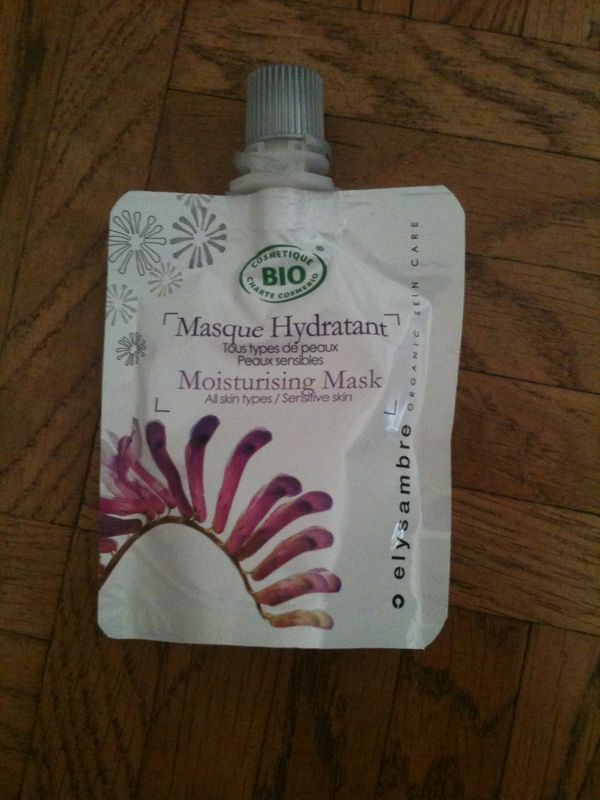 COSMETIQUE
BIO
CHARTE COSMEBIO
®
Masque Hydratant
Tous types de peaux
Peaux sensibles
Moisturising Mask
All skin types / Sensitive skin
elysambre ORGANIC SKIN CARE